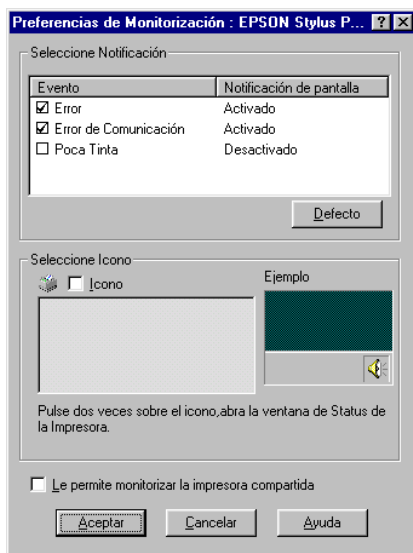 Preferencias de Monitorización : EPSON Stylus P...
Seleccione Notificación
Evento Notificación de pantalla
Error Activado
Error de Comunicación Activado
Poca Tinta Desactivado
Defecto
Seleccione Icono
Icono
Ejemplo
Pulse dos veces sobre el icono,abra la ventana de Status de
la Impresora.
Le permite monitorizar la impresora compartida
Aceptar Cancelar Ayuda